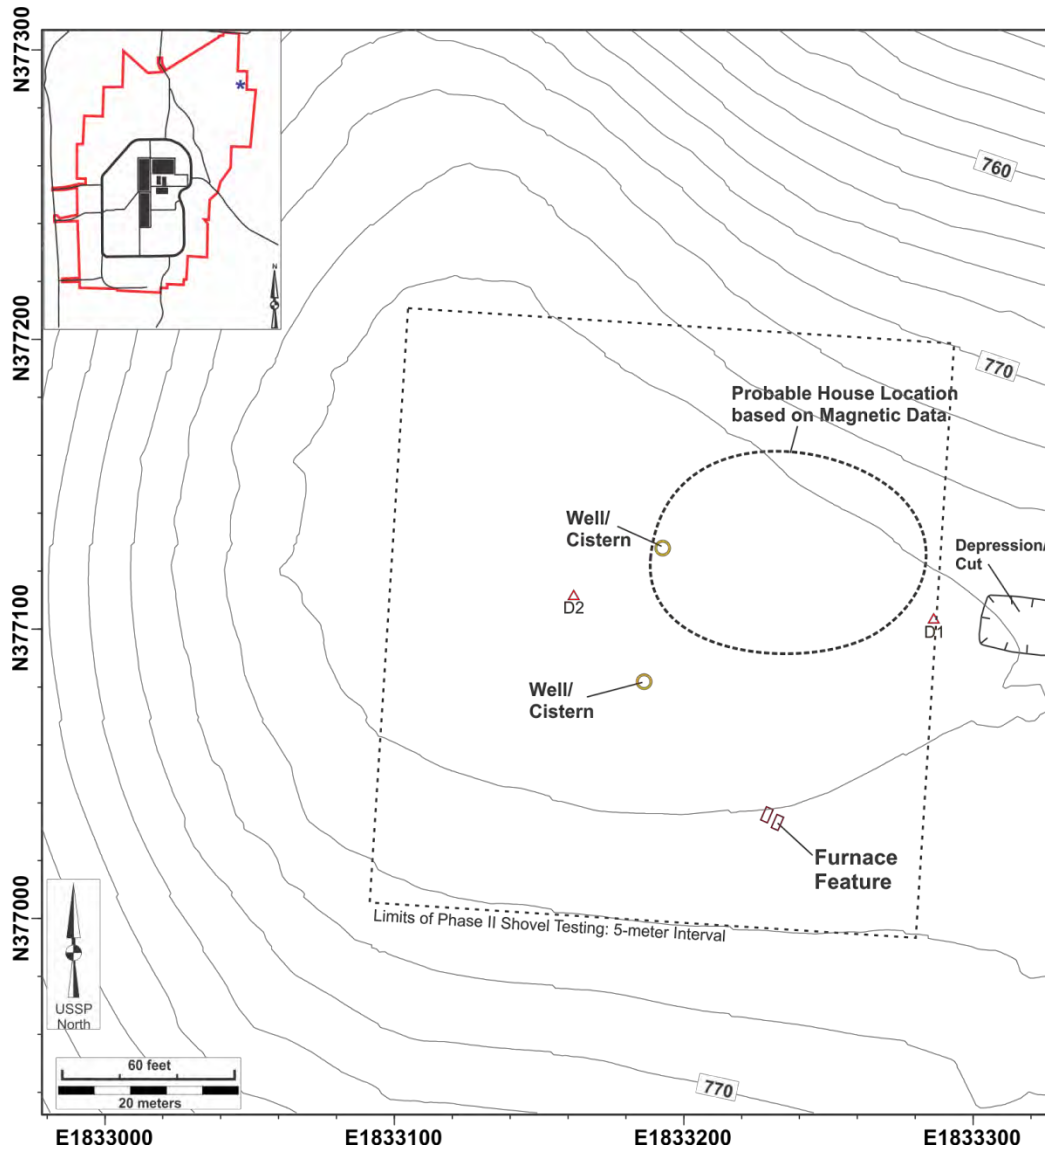 N377300
N
760
N377200
770
Probable House Location
based on Magnetic Data
Well/
Cistern
Depression/
Cut
D2
D1
N377100
Well/
Cistern
Furnace
Feature
N377000
Limits of Phase II Shovel Testing: 5-meter Interval
USSP
North
60 feet
20 meters
770
E1833000
E1833100
E1833200
E1833300